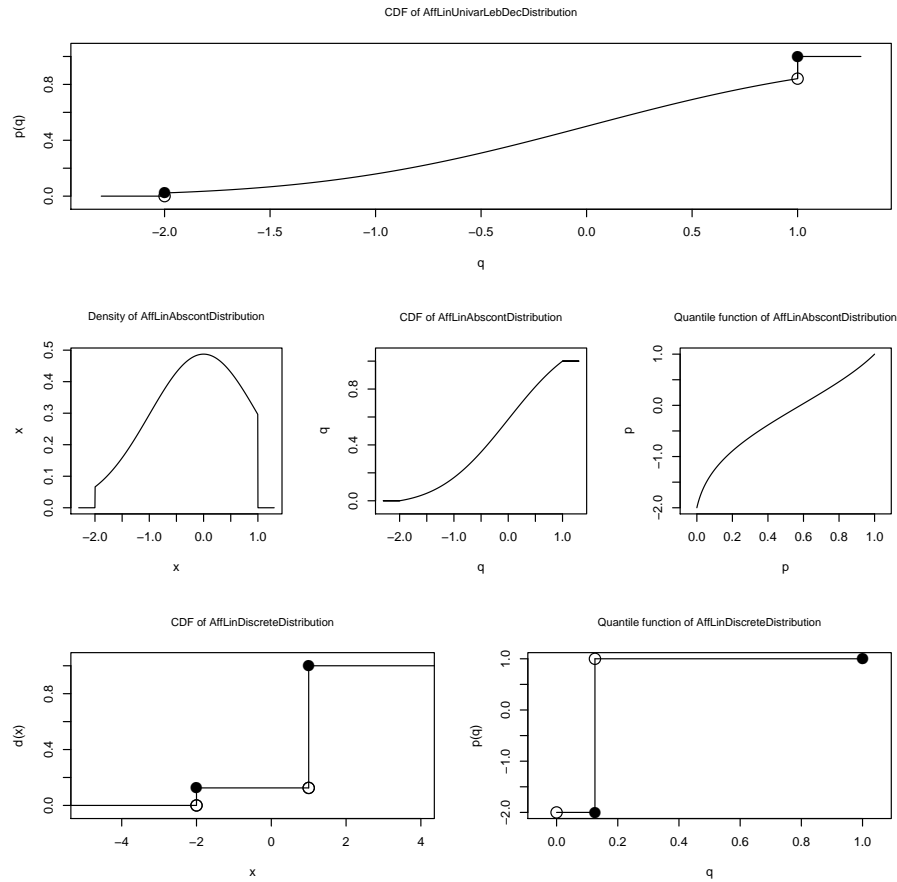 CDF of AffLinUnivarLebDecDistribution
p(q)
0.0 0.4 0.8
−2.0 −1.5 −1.0 −0.5 0.0 0.5 1.0
q
Density of AffLinAbscontDistribution
x
0.0 0.1 0.2 0.3 0.4 0.5
−2.0 −1.0 0.0 1.0
x
CDF of AffLinAbscontDistribution
q
0.0 0.4 0.8
−2.0 −1.0 0.0 1.0
q
Quantile function of AffLinAbscontDistribution
p
−2.0 −1.0 0.0 1.0
0.0 0.2 0.4 0.6 0.8 1.0
p
CDF of AffLinDiscreteDistribution
d(x)
0.0 0.4 0.8
−4 −2 0 2 4
x
Quantile function of AffLinDiscreteDistribution
p(q)
−2.0 −1.0 0.0 1.0
0.0 0.2 0.4 0.6 0.8 1.0
q